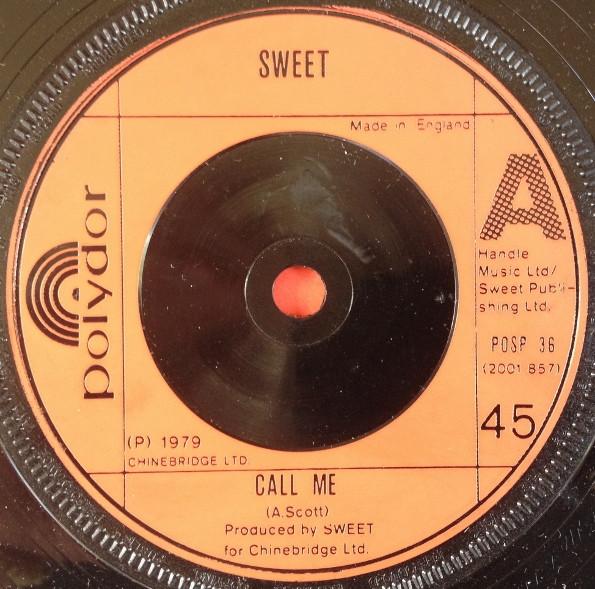 SWEET
Made in England
polydor
A
Handle
Music Ltd/
Sweet Publi-
shing Ltd.
POSP 36
(2001 857)
45
(P) 1979
CHINEBRIDGE LTD.
CALL ME
(A.Scott)
Produced by SWEET
for Chinebridge Ltd.